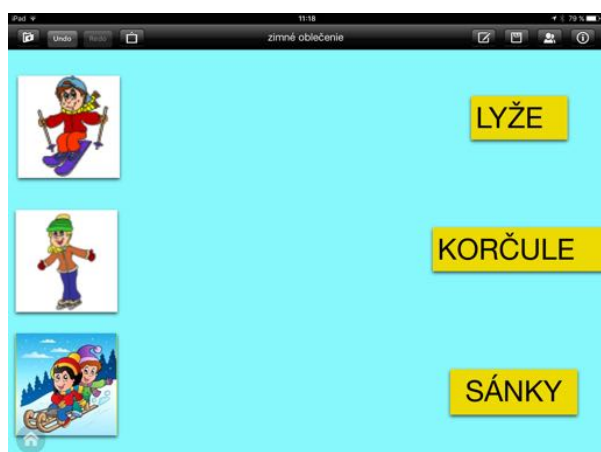 iPad 11:18 79 %
Undo Redo zimné oblečenie
LYŽE
KORČULE
SÁNKY